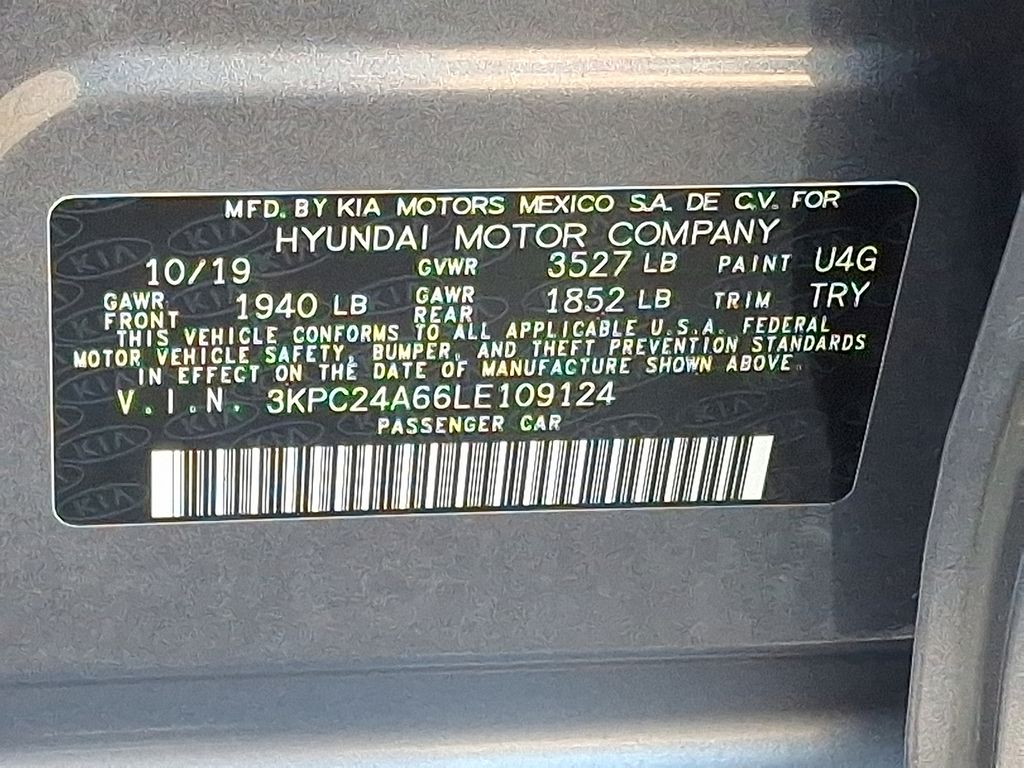 MFD. BY KIA MOTORS MEXICO S.A. DE C.V. FOR
HYUNDAI MOTOR COMPANY
10/19 GVWR 3527 LB PAINT U4G
GAWR FRONT 1940 LB GAWR REAR 1852 LB TRIM TRY
THIS VEHICLE CONFORMS TO ALL APPLICABLE U.S.A. FEDERAL
MOTOR VEHICLE SAFETY, BUMPER, AND THEFT PREVENTION STANDARDS
IN EFFECT ON THE DATE OF MANUFACTURE SHOWN ABOVE.
V.I.N. 3KPC24A66LE109124
PASSENGER CAR